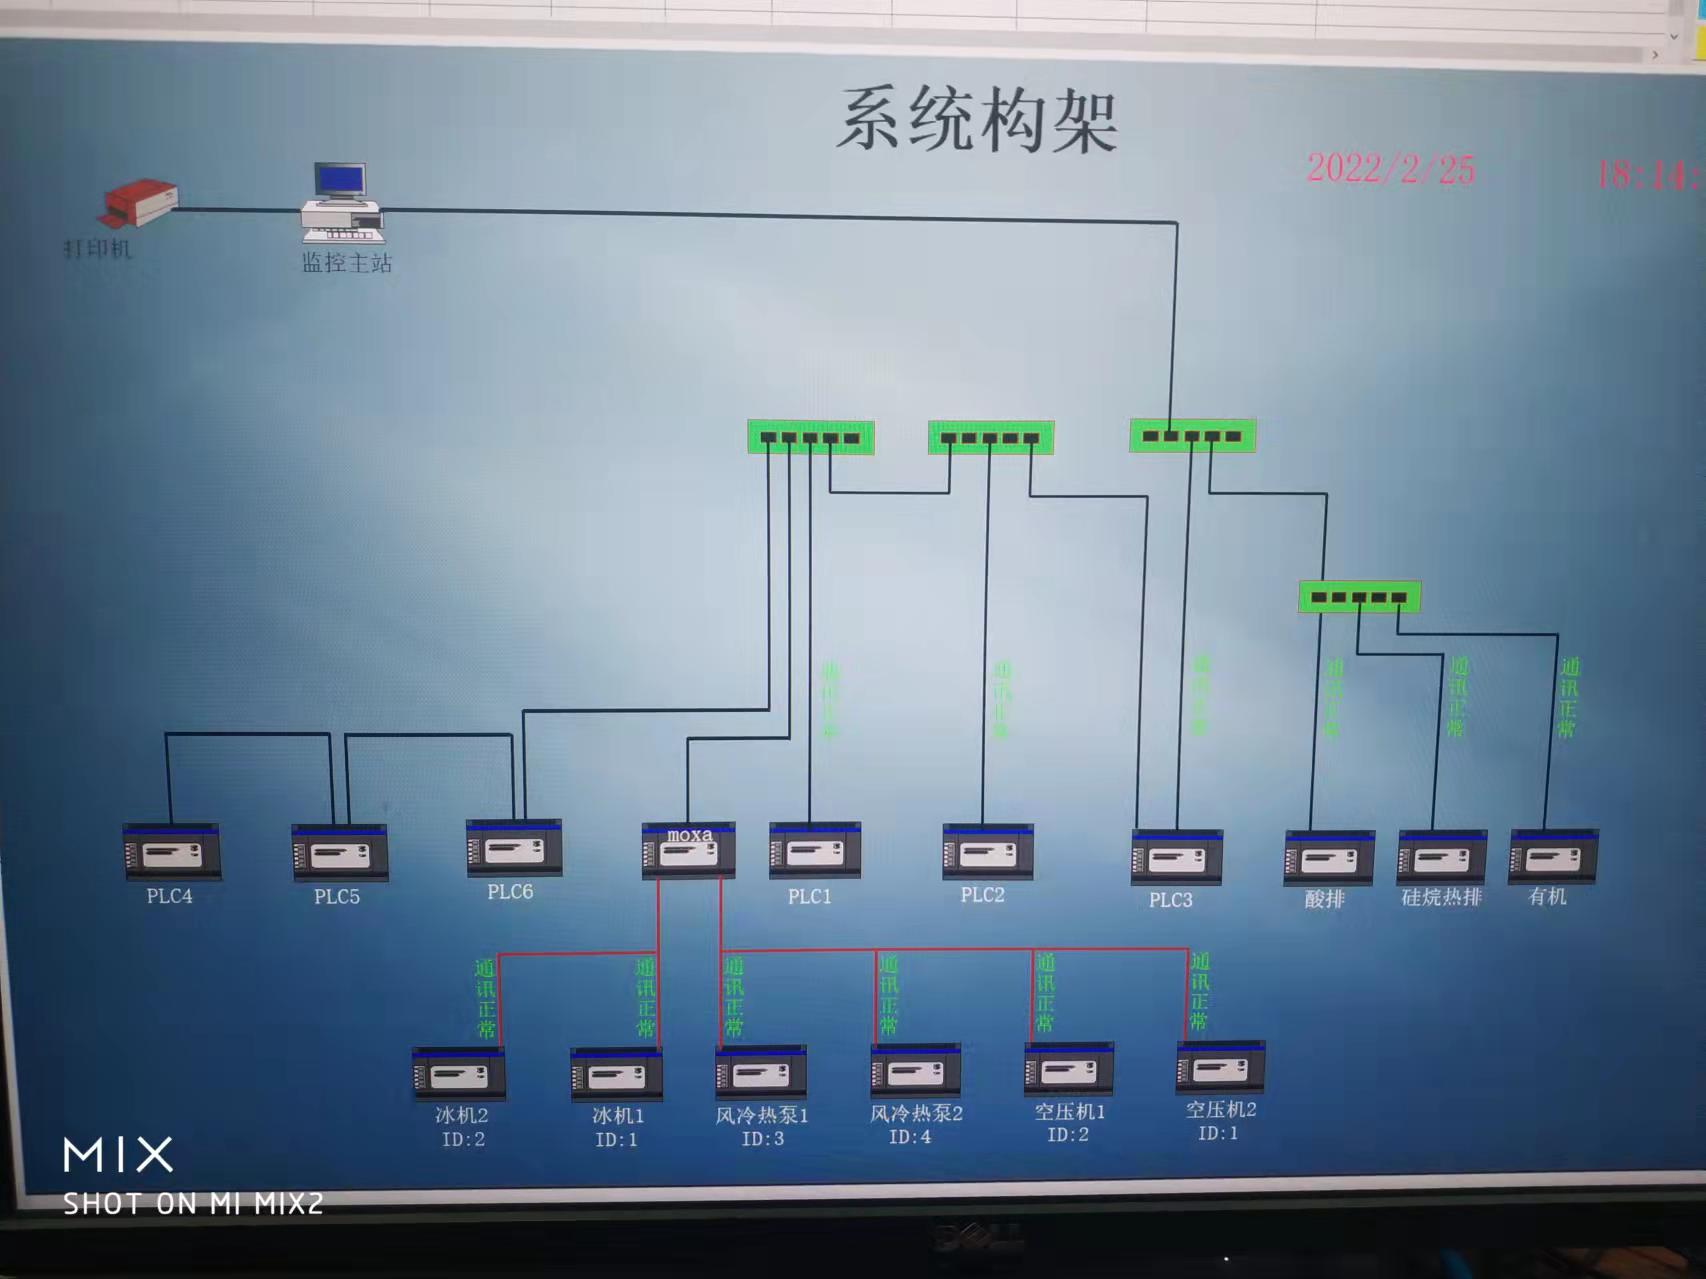 系统构架
2022/2/25
18:14:
打印机
监控主站
通讯正常
通讯正常
通讯正常
通讯正常
通讯正常
通讯正常
moxa
PLC4
PLC5
PLC6
PLC1
PLC2
PLC3
酸排
硅烷热排
有机
通讯正常
通讯正常
通讯正常
通讯正常
通讯正常
通讯正常
冰机2
ID:2
冰机1
ID:1
风冷热泵1
ID:3
风冷热泵2
ID:4
空压机1
ID:2
空压机2
ID:1
MIX
SHOT ON MI MIX2
DELL